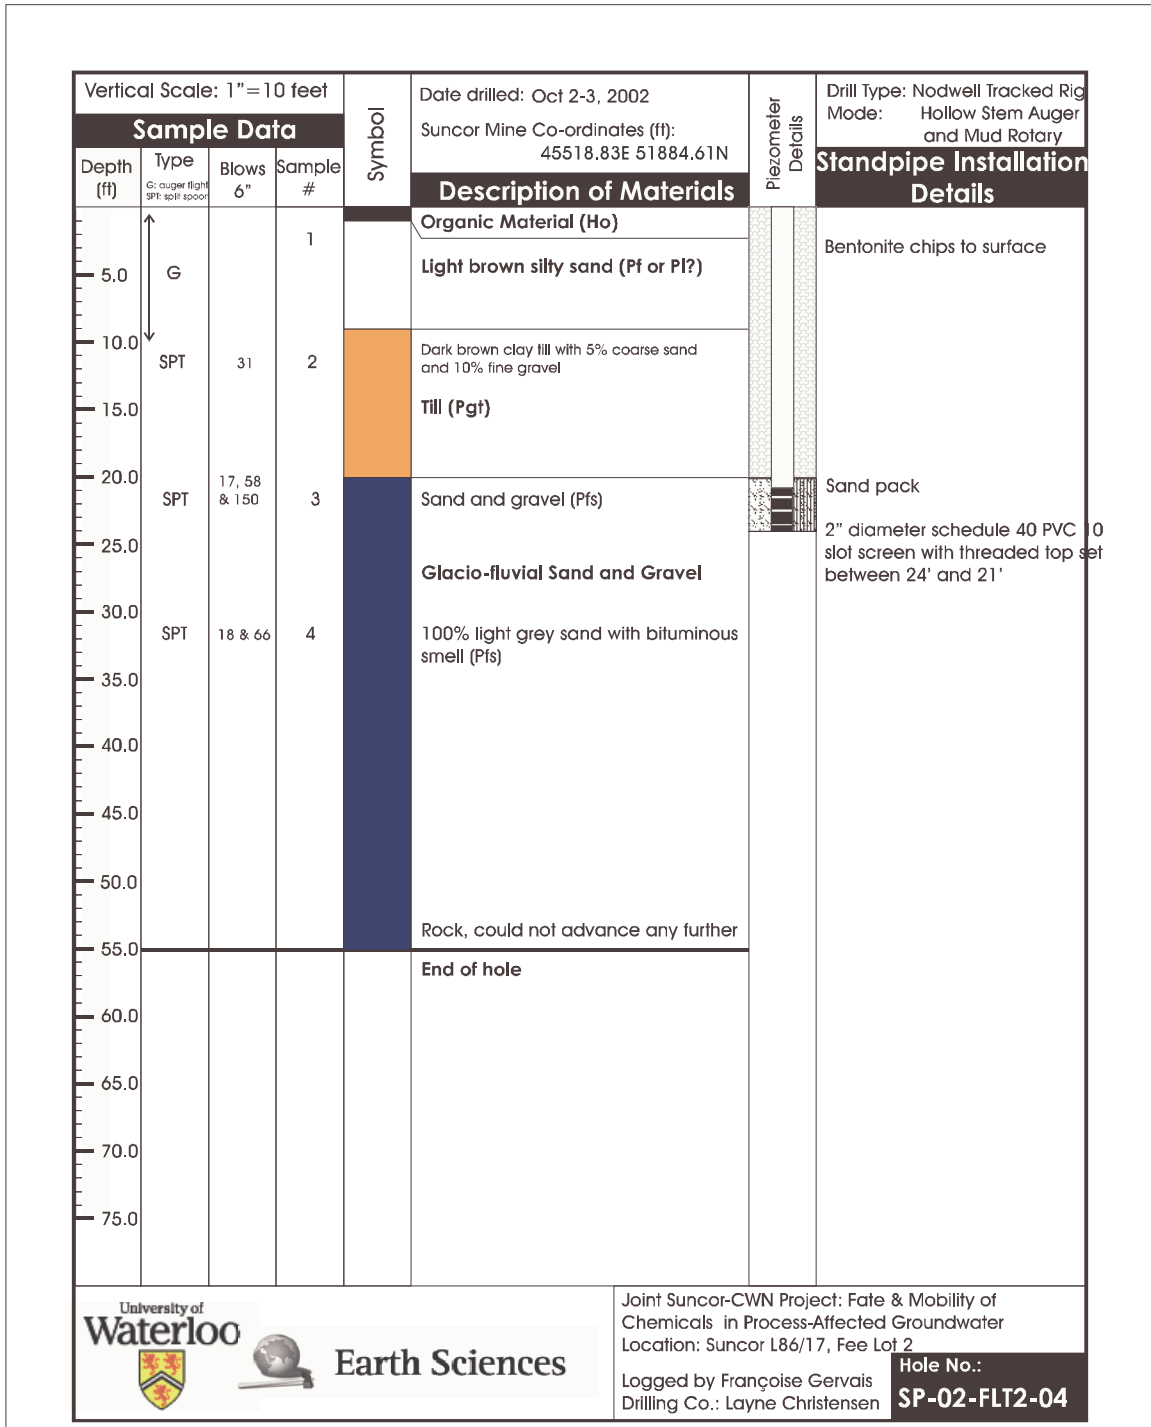 Vertical Scale: 1"=10 feet
Sample Data
Depth
(ft)
Type
G: auger flight
SPT: split spoon
Blows
6"
Sample
#
Symbol
Date drilled: Oct 2-3, 2002
Suncor Mine Co-ordinates (ft):
45518.83E 51884.61N
Description of Materials
Piezometer
Details
Drill Type: Nodwell Tracked Rig
Mode: Hollow Stem Auger
and Mud Rotary
Standpipe Installation
Details
Organic Material (Ho)
1
Bentonite chips to surface
Light brown silty sand (Pf or Pl?)
5.0
G
10.0
SPT
31
2
Dark brown clay till with 5% coarse sand
and 10% fine gravel
15.0
Till (Pgt)
20.0
SPT
17, 58
& 150
3
Sand and gravel (Pfs)
Sand pack
2" diameter schedule 40 PVC 10
slot screen with threaded top set
between 24' and 21'
25.0
Glacio-fluvial Sand and Gravel
30.0
SPT
18 & 66
4
100% light grey sand with bituminous
smell (Pfs)
35.0
40.0
45.0
50.0
Rock, could not advance any further
55.0
End of hole
60.0
65.0
70.0
75.0
University of
Waterloo
Earth Sciences
Joint Suncor-CWN Project: Fate & Mobility of
Chemicals in Process-Affected Groundwater
Location: Suncor L86/17, Fee Lot 2
Logged by Françoise Gervais
Drilling Co.: Layne Christensen
Hole No.:
SP-02-FLT2-04